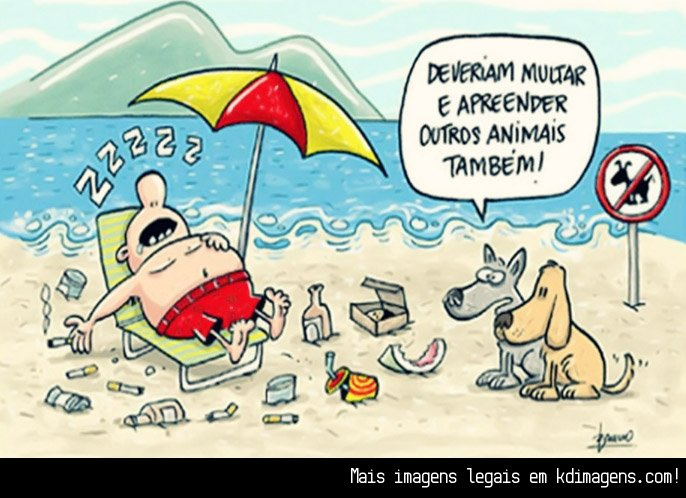 ZZZZZ
DEVERIAM MULTAR
E APREENDER
OUTROS ANIMAIS
TAMBÉM!
Mais imagens legais em kdimagens.com!